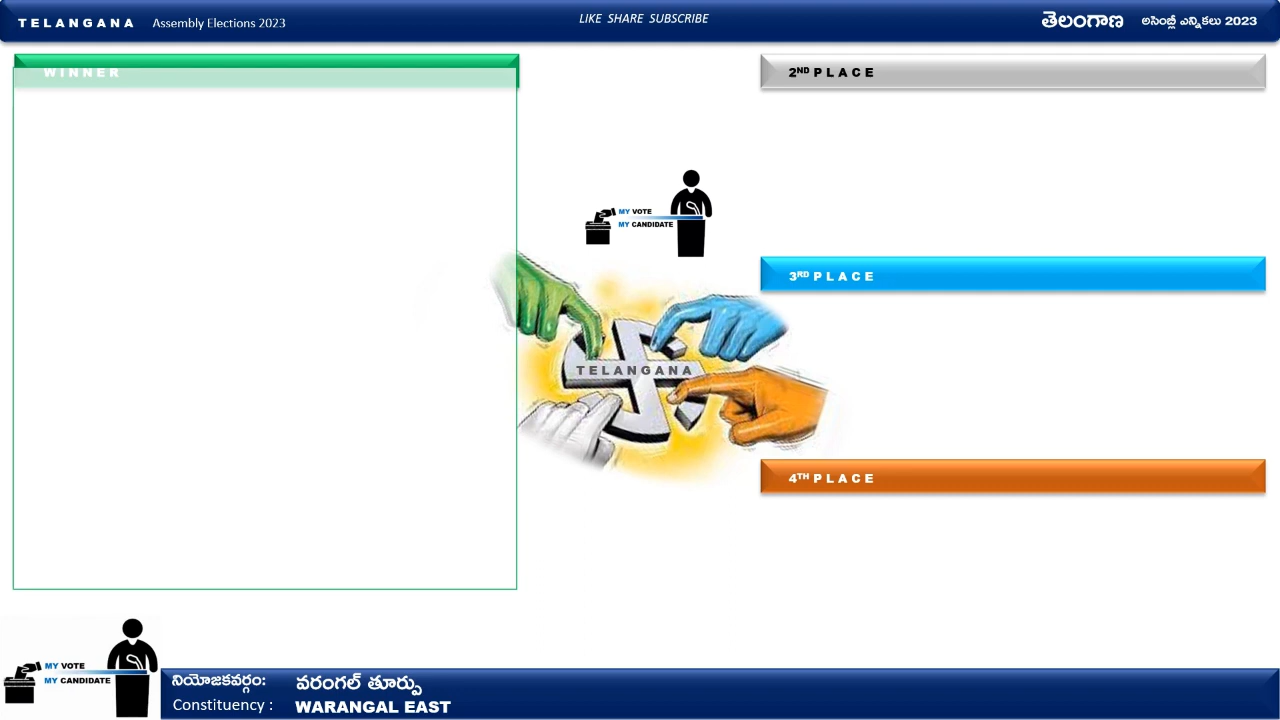 TELANGANA Assembly Elections 2023
LIKE SHARE SUBSCRIBE
తెలంగాణ అసెంబ్లీ ఎన్నికలు 2023
WINNER
2ND PLACE
MY VOTE
MY CANDIDATE
3RD PLACE
TELANGANA
4TH PLACE
MY VOTE
MY CANDIDATE
నియోజకవర్గం: వరంగల్ తూర్పు
Constituency : WARANGAL EAST